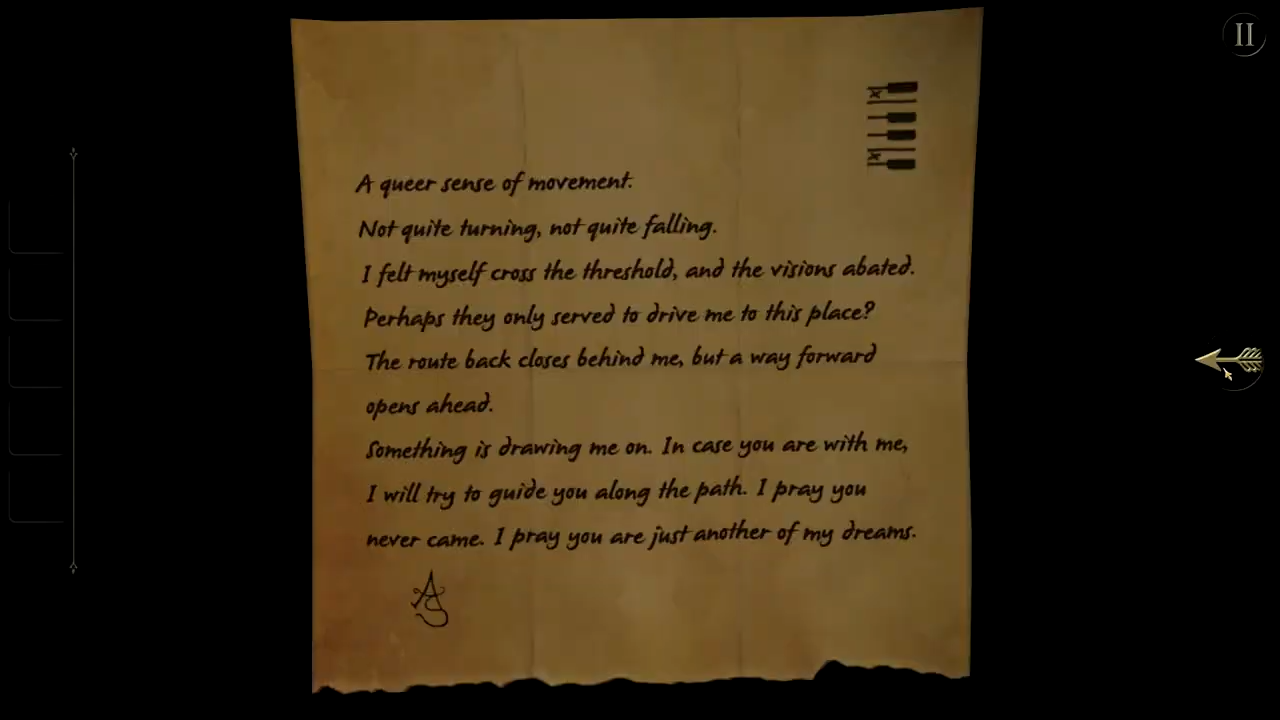 II
A queer sense of movement.
Not quite turning, not quite falling.
I felt myself cross the threshold, and the visions abated.
Perhaps they only served to drive me to this place?
The route back closes behind me, but a way forward
opens ahead.
Something is drawing me on. In case you are with me,
I will try to guide you along the path. I pray you
never came. I pray you are just another of my dreams.
AS